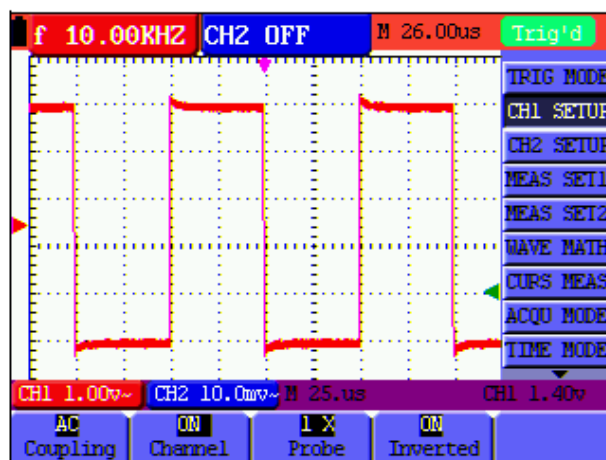 f 10.00KHZ CH2 OFF M 26.00us Trig'd
TRIG MODE
CH1 SETUP
CH2 SETUP
MEAS SET1
MEAS SET2
WAVE MATH
CURS MEAS
ACQU MODE
TIME MODE
CH1 1.00v~ CH2 10.0mv~ M 25.us CH1 1.40v
AC ON 1 X ON
Coupling Channel Probe Inverted